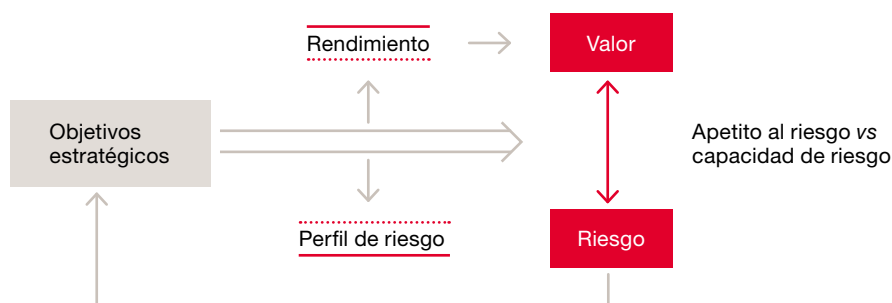 Rendimiento
Valor
Objetivos
estratégicos
Apetito al riesgo vs
capacidad de riesgo
Perfil de riesgo
Riesgo